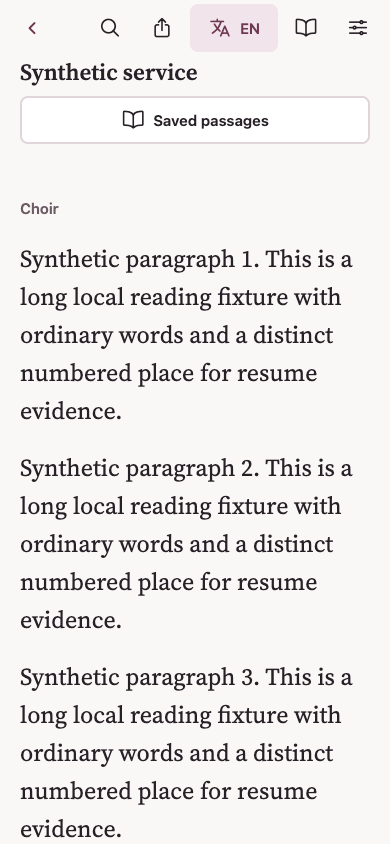 EN
Synthetic service
Saved passages
Choir
Synthetic paragraph 1. This is a
long local reading fixture with
ordinary words and a distinct
numbered place for resume
evidence.
Synthetic paragraph 2. This is a
long local reading fixture with
ordinary words and a distinct
numbered place for resume
evidence.
Synthetic paragraph 3. This is a
long local reading fixture with
ordinary words and a distinct
numbered place for resume
evidence.